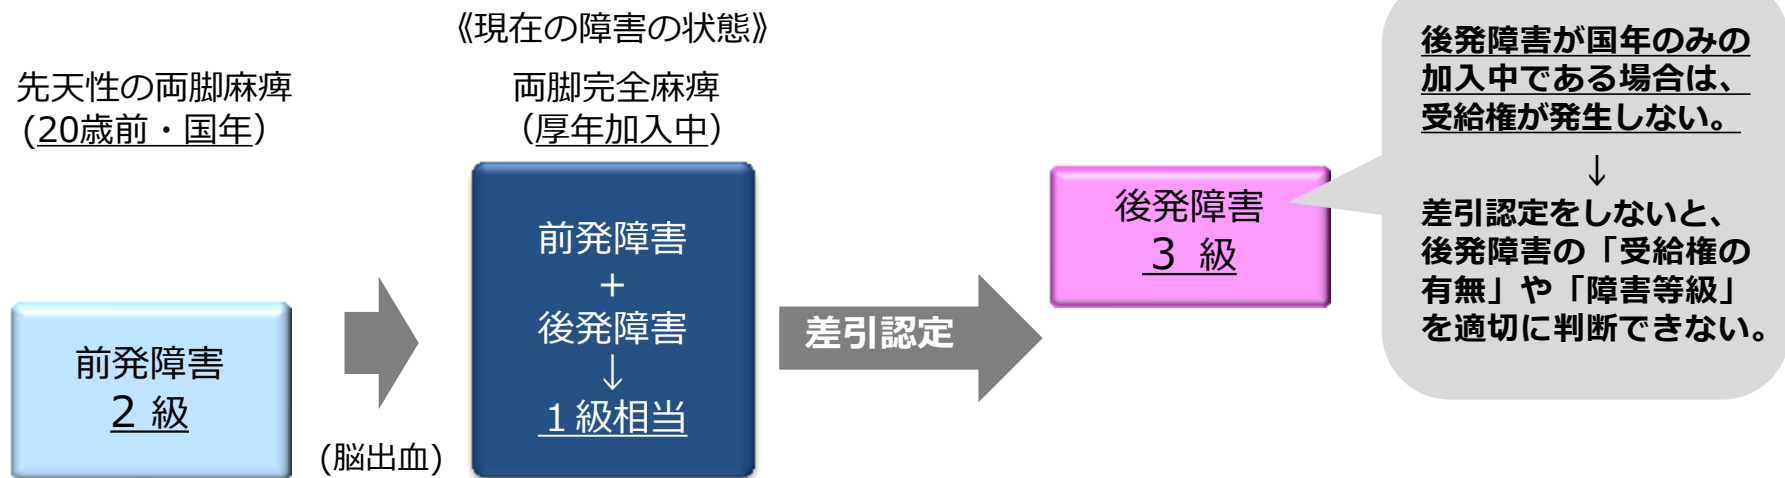 《現在の障害の状態》
先天性の両脚麻痺
(20歳前・国年)
前発障害
2 級
(脳出血)
両脚完全麻痺
(厚年加入中)
前発障害
＋
後発障害
↓
１級相当
差引認定
後発障害
3 級
後発障害が国年のみの
加入中である場合は、
受給権が発生しない。
↓
差引認定をしないと、
後発障害の「受給権の
有無」や「障害等級」
を適切に判断できない。